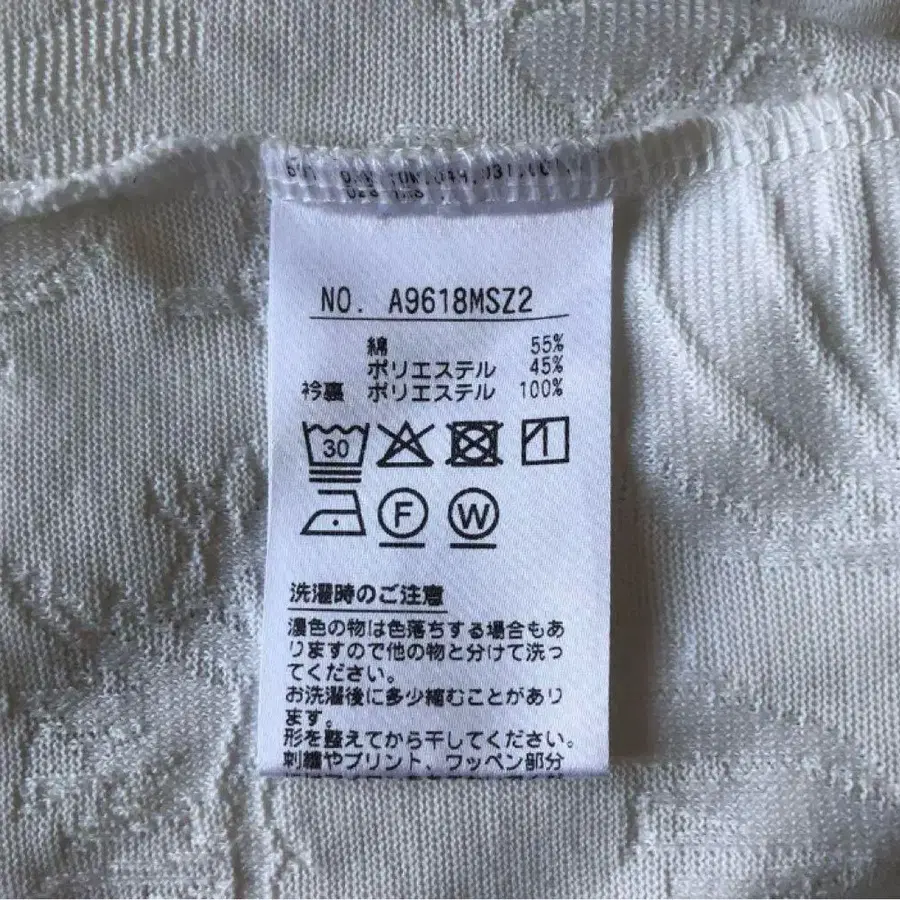 NO. A9618MSZ2
綿 55%
ポリエステル 45%
衿裏 ポリエステル 100%
30
F W
洗濯時のご注意
濃色の物は色落ちする場合もあ
りますので他の物と分けて洗っ
てください。
お洗濯後に多少縮むことがあり
ます。
形を整えてから干してください。
刺繍やプリント、ワッペン部分